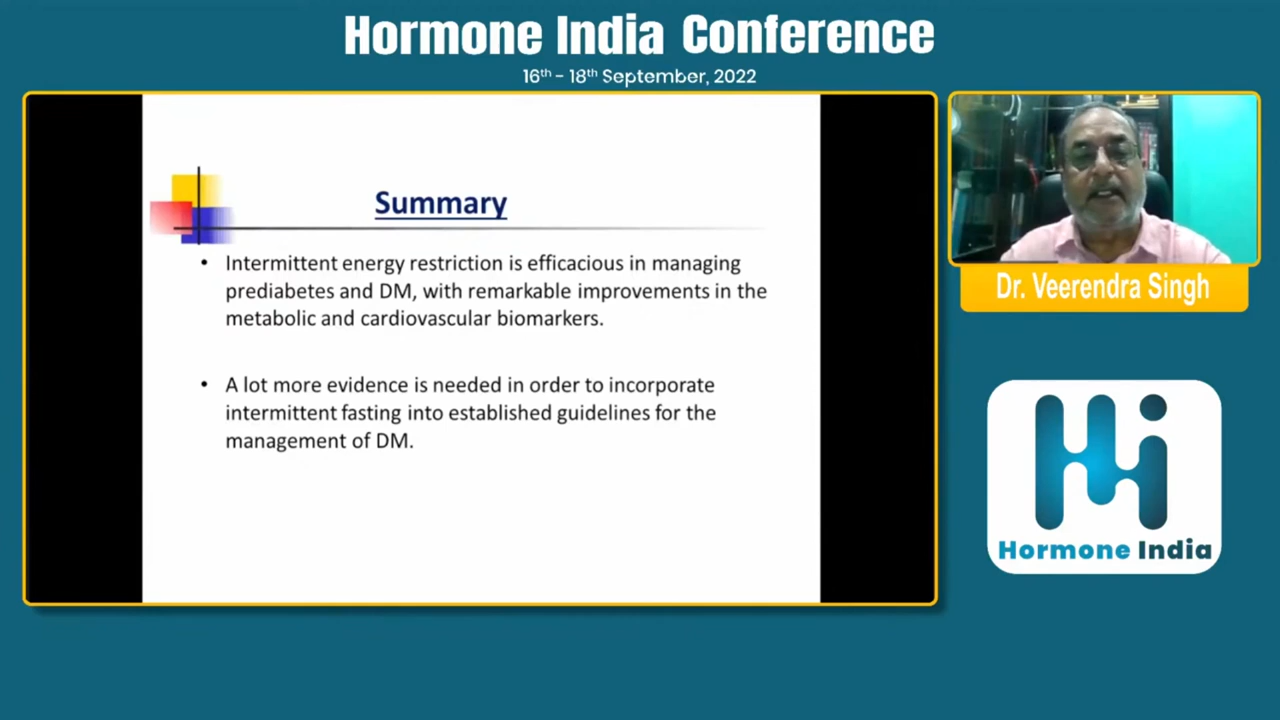 Hormone India Conference
16th - 18th September, 2022
Summary
• Intermittent energy restriction is efficacious in managing
prediabetes and DM, with remarkable improvements in the
metabolic and cardiovascular biomarkers.
• A lot more evidence is needed in order to incorporate
intermittent fasting into established guidelines for the
management of DM.
Dr. Veerendra Singh
Hi
Hormone India